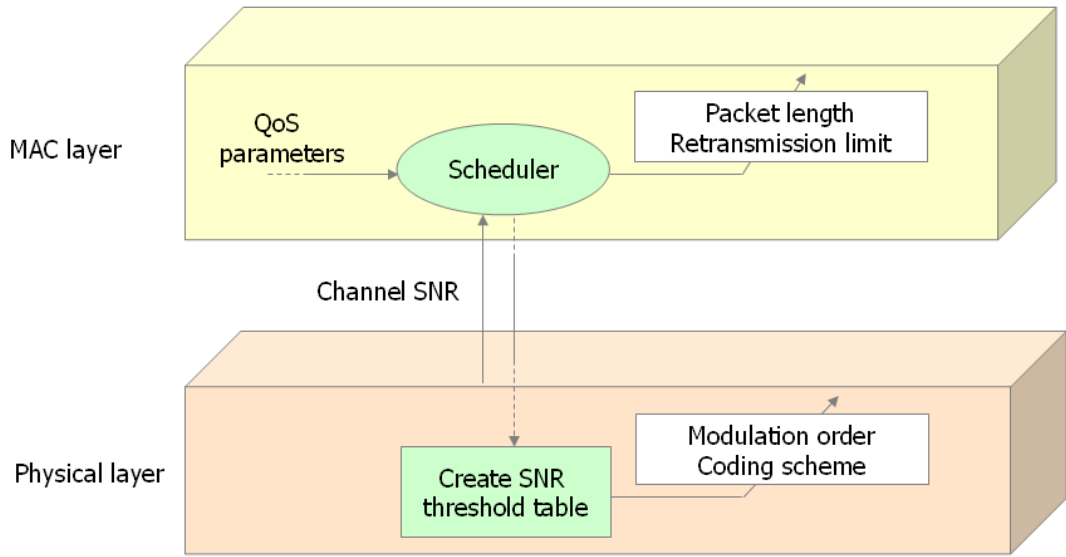 MAC layer
QoS
parameters
Scheduler
Packet length
Retransmission limit
Channel SNR
Physical layer
Create SNR
threshold table
Modulation order
Coding scheme